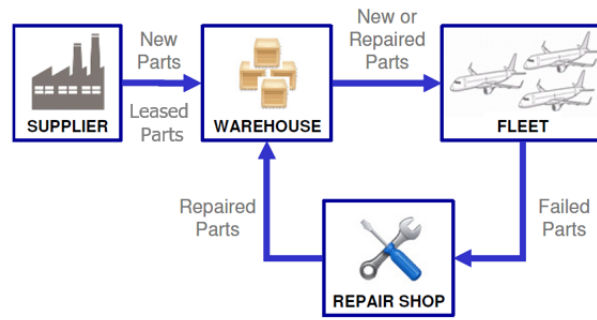 New
Parts
Leased
Parts
SUPPLIER
WAREHOUSE
New or
Repaired
Parts
FLEET
Repaired
Parts
Failed
Parts
REPAIR SHOP